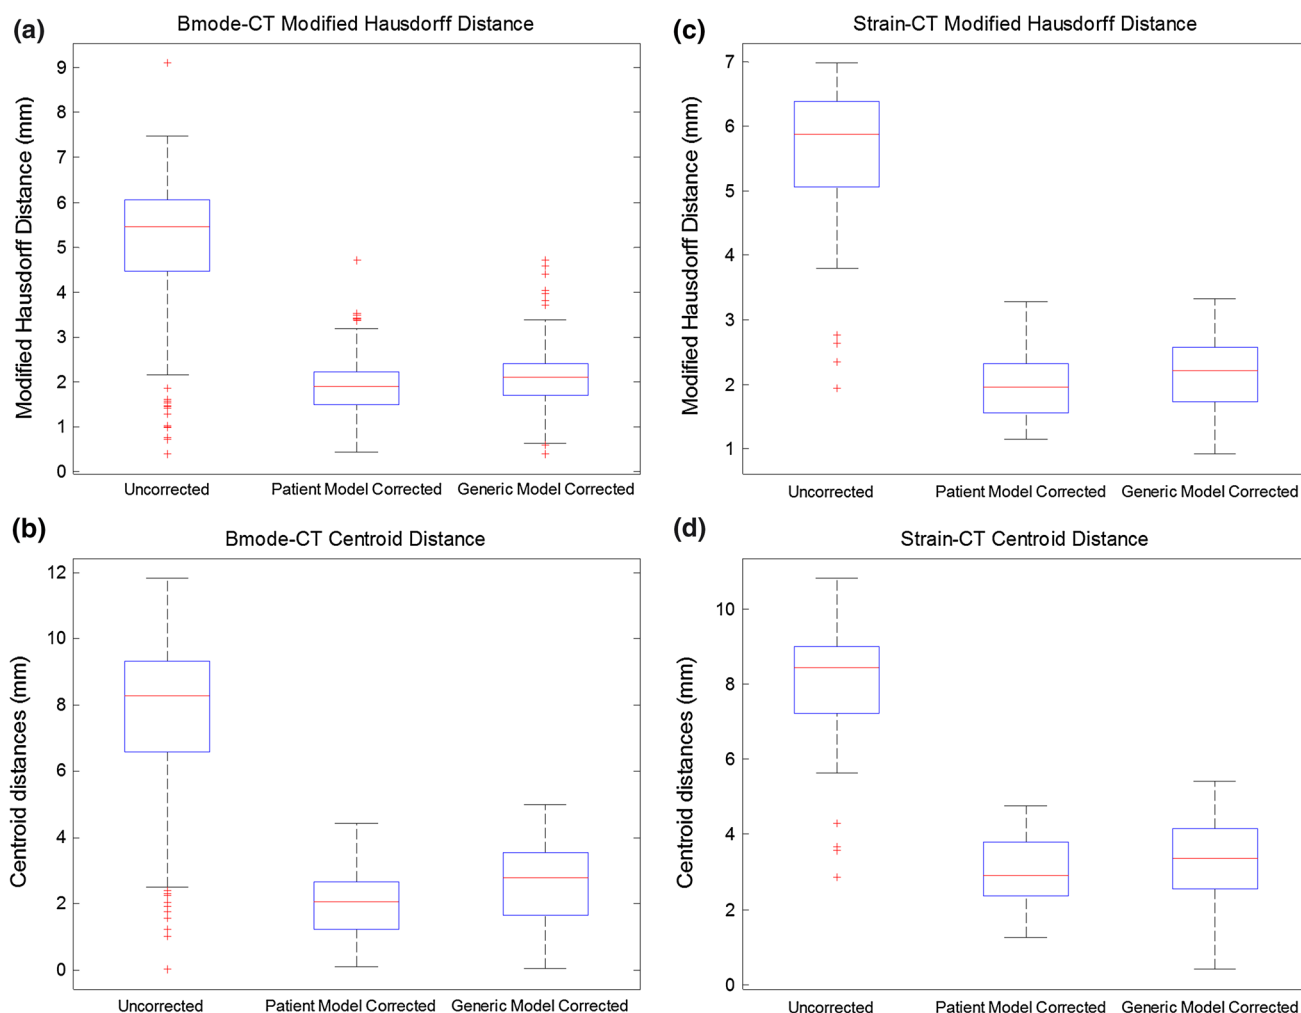 (a)
Bmode-CT Modified Hausdorff Distance
Modified Hausdorff Distance (mm)
9
8
7
6
5
4
3
2
1
0
Uncorrected
Patient Model Corrected
Generic Model Corrected
(c)
Strain-CT Modified Hausdorff Distance
Modified Hausdorff Distance (mm)
7
6
5
4
3
2
1
Uncorrected
Patient Model Corrected
Generic Model Corrected
(b)
Bmode-CT Centroid Distance
Centroid distances (mm)
12
10
8
6
4
2
0
Uncorrected
Patient Model Corrected
Generic Model Corrected
(d)
Strain-CT Centroid Distance
Centroid distances (mm)
10
8
6
4
2
0
Uncorrected
Patient Model Corrected
Generic Model Corrected